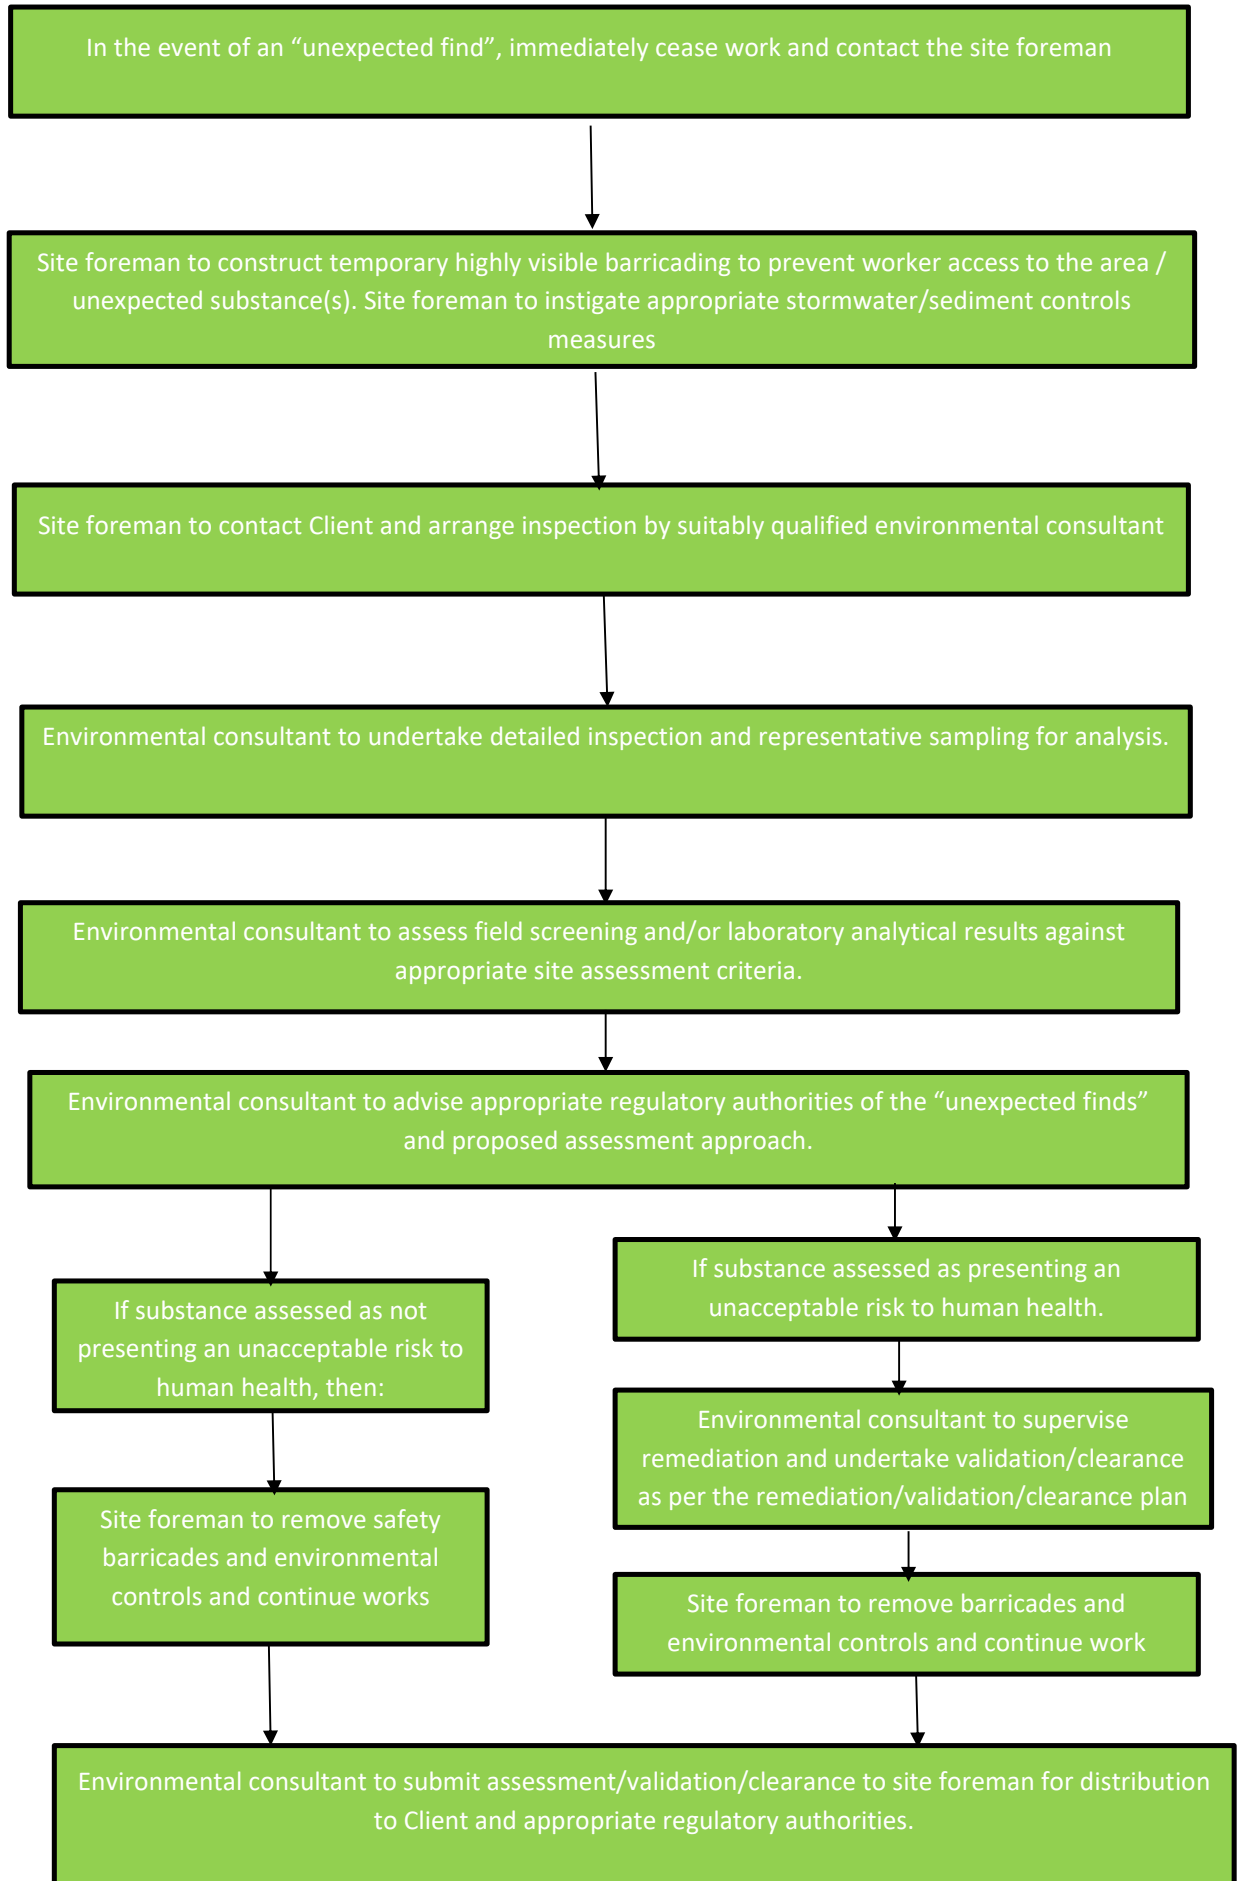 In the event of an “unexpected find”, immediately cease work and contact the site foreman
Site foreman to construct temporary highly visible barricading to prevent worker access to the area /
unexpected substance(s). Site foreman to instigate appropriate stormwater/sediment controls
measures
Site foreman to contact Client and arrange inspection by suitably qualified environmental consultant
Environmental consultant to undertake detailed inspection and representative sampling for analysis.
Environmental consultant to assess field screening and/or laboratory analytical results against
appropriate site assessment criteria.
Environmental consultant to advise appropriate regulatory authorities of the “unexpected finds”
and proposed assessment approach.
If substance assessed as not
presenting an unacceptable risk to
human health, then:
Site foreman to remove safety
barricades and environmental
controls and continue works
If substance assessed as presenting an
unacceptable risk to human health.
Environmental consultant to supervise
remediation and undertake validation/clearance
as per the remediation/validation/clearance plan
Site foreman to remove barricades and
environmental controls and continue work
Environmental consultant to submit assessment/validation/clearance to site foreman for distribution
to Client and appropriate regulatory authorities.